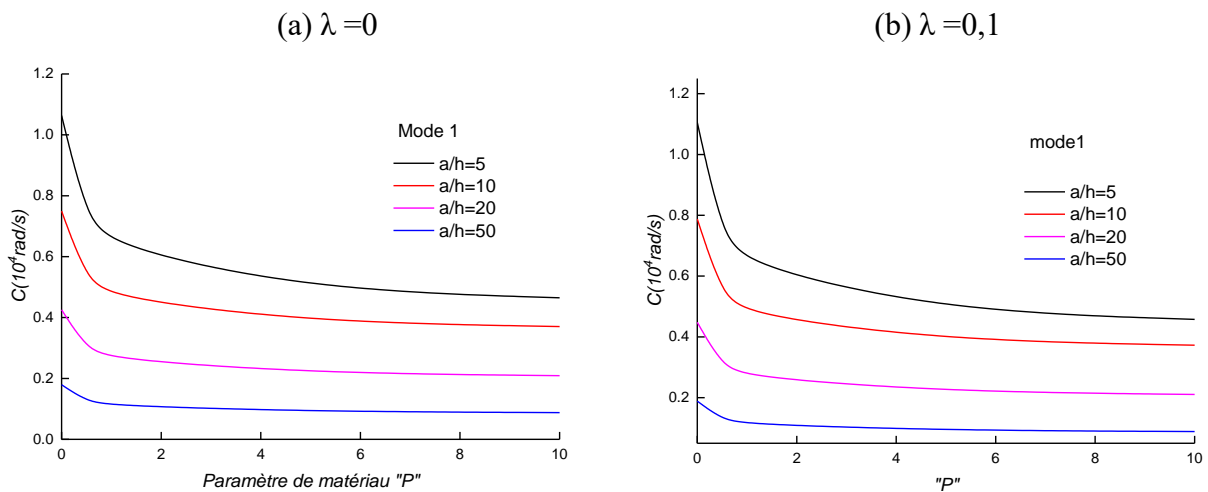 (a) λ =0
C(10⁴rad/s)
1.2
1.0
0.8
0.6
0.4
0.2
0.0
Mode 1
a/h=5
a/h=10
a/h=20
a/h=50
0 2 4 6 8 10
Paramètre de matériau "P"
(b) λ =0,1
C(10⁴rad/s)
1.2
1.0
0.8
0.6
0.4
0.2
mode1
a/h=5
a/h=10
a/h=20
a/h=50
0 2 4 6 8 10
"P"